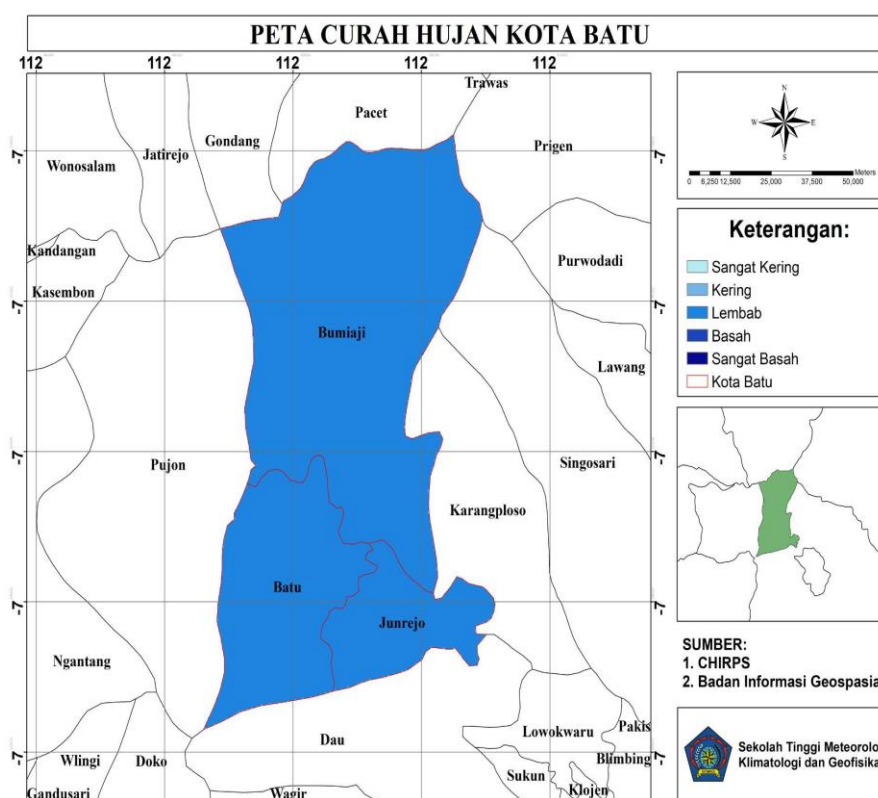 PETA CURAH HUJAN KOTA BATU
112 112 112 112 112
Trawas
Pacet
Gondang
Prigen
-7 Wonosalam Jatirejo -7
N
W E
S
Meters
0 6,250 12,500 25,000 37,500 50,000
Kandangan
Purwodadi
Kasembon
-7 -7
Bumiaji
Lawang
Pujon
-7 -7
Singosari
Karangploso
Batu
-7 -7
Junrejo
Ngantang
Dau
Lowokwaru
Pakis
-7 -7
Wlingi
Doko
Blimbing
Sukun
Gandusari
Wagir
Klojen
Keterangan:
Sangat Kering
Kering
Lembab
Basah
Sangat Basah
Kota Batu
SUMBER:
1. CHIRPS
2. Badan Informasi Geospasia
Sekolah Tinggi Meteorolo
Klimatologi dan Geofisika